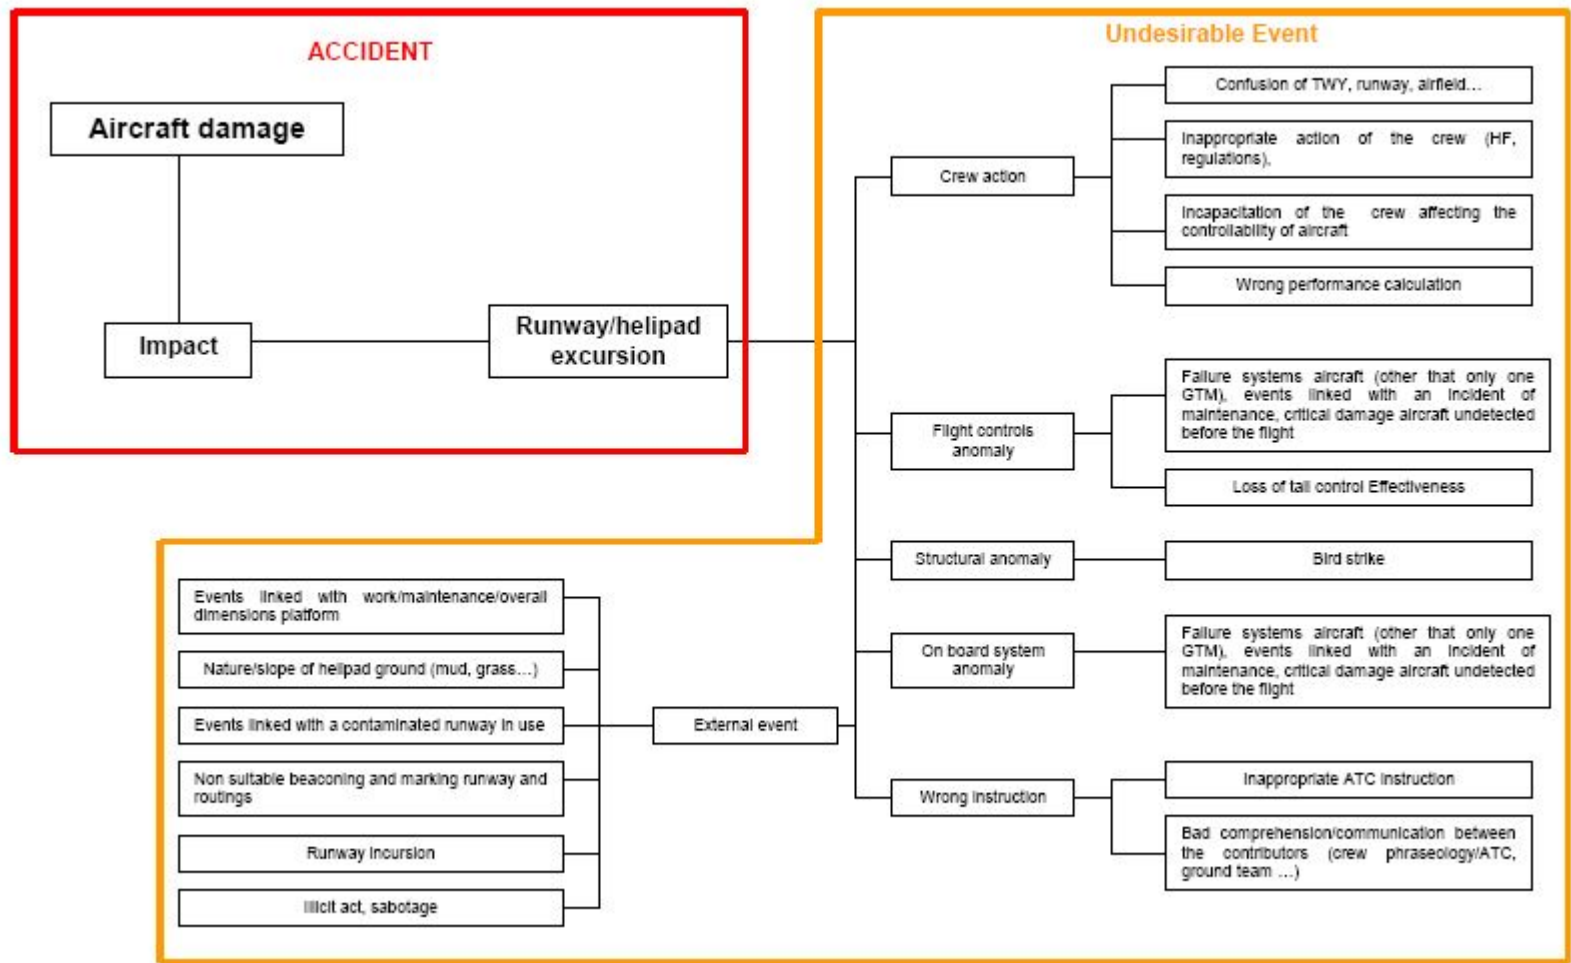 ACCIDENT
Aircraft damage
Impact
Runway/helipad
excursion
Undesirable Event
Crew action
Confusion of TWY, runway, airfield...
Inappropriate action of the crew (HF,
regulations),
Incapacitation of the crew affecting the
controllability of aircraft
Wrong performance calculation
Flight controls
anomaly
Failure systems aircraft (other that only one
GTM), events linked with an incident of
maintenance, critical damage aircraft undetected
before the flight
Loss of tail control Effectiveness
Structural anomaly
Bird strike
On board system
anomaly
Failure systems aircraft (other that only one
GTM), events linked with an incident of
maintenance, critical damage aircraft undetected
before the flight
Wrong instruction
Inappropriate ATC instruction
Bad comprehension/communication between
the contributors (crew phraseology/ATC,
ground team ...)
External event
Events linked with work/maintenance/overall
dimensions platform
Nature/slope of helipad ground (mud, grass...)
Events linked with a contaminated runway in use
Non suitable beaconing and marking runway and
routings
Runway incursion
Illicit act, sabotage